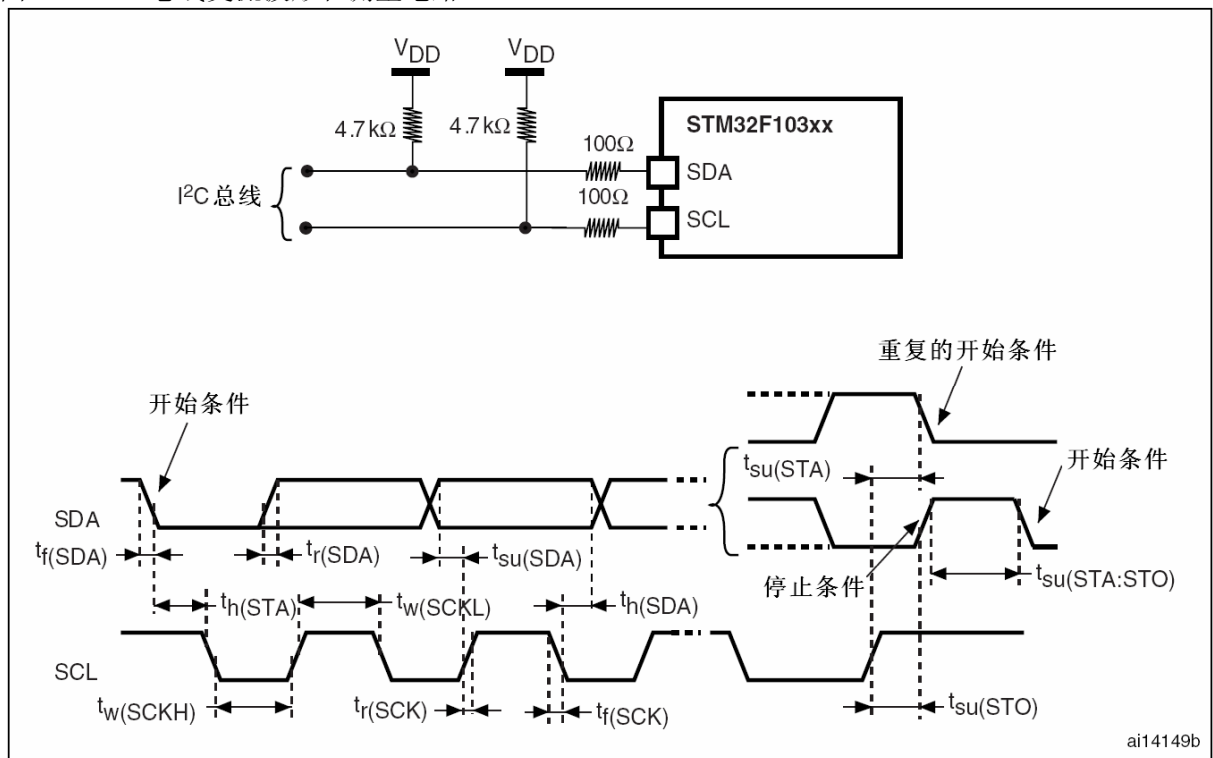 V_DD V_DD
4.7kΩ 4.7kΩ
100Ω
100Ω
STM32F103xx
SDA
SCL
I²C总线
重复的开始条件
开始条件
开始条件
停止条件
SDA
t_f(SDA) t_r(SDA) t_su(SDA)
t_su(STA)
t_su(STA:STO)
t_h(STA) t_w(SCKL) t_h(SDA)
SCL
t_w(SCKH) t_r(SCK) t_f(SCK) t_su(STO)
ai14149b